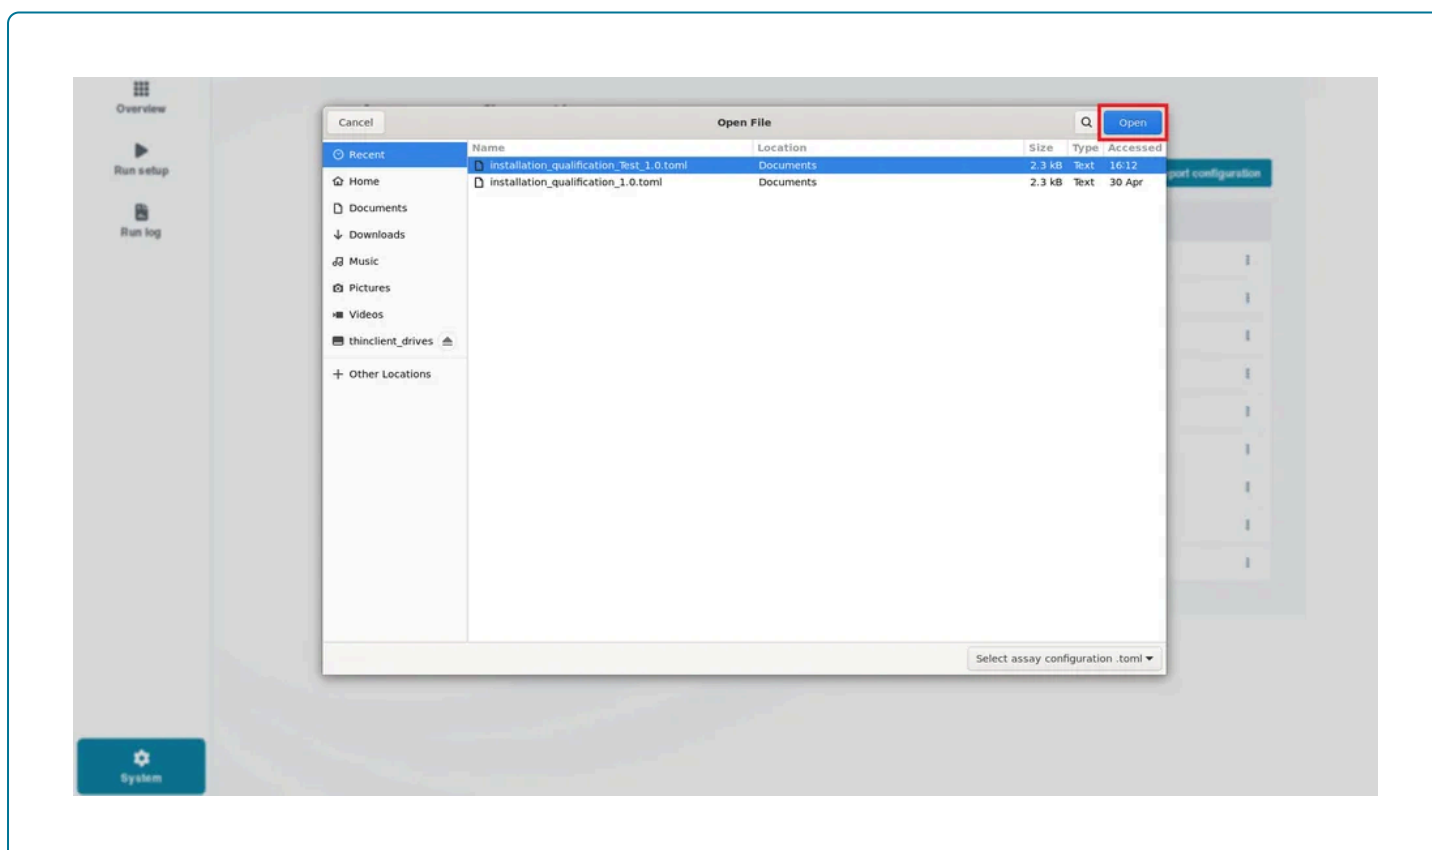 Overview
Run setup
Run log
System
Cancel
Open File
Open
Recent
Home
Documents
Downloads
Music
Pictures
Videos
thinclient_drives
Other Locations
Name Location Size Type Accessed
installation_qualification_Test_1.0.toml Documents 2.3 kB Text 16:12
installation_qualification_1.0.toml Documents 2.3 kB Text 30 Apr
configuration
Select assay configuration .toml